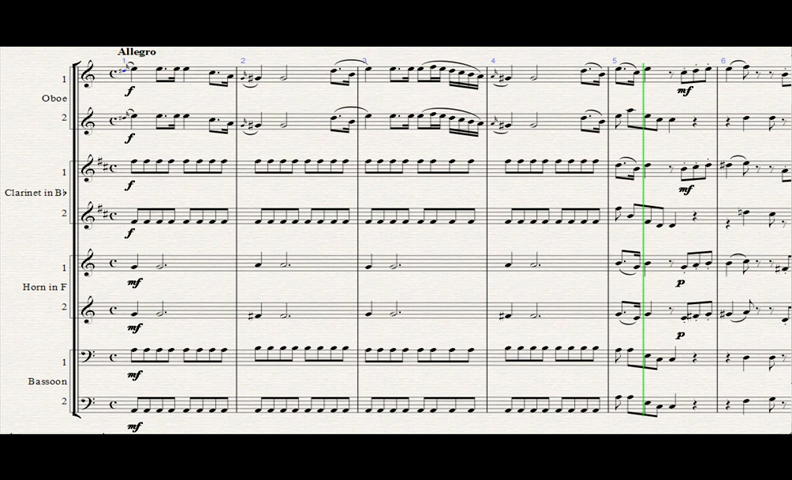 Allegro
1 2 3 4 5 6
1
Oboe
f
mf
2
f
1
Clarinet in B♭
f
mf
2
f
1
Horn in F
mf
p
2
mf
p
1
Bassoon
mf
2
mf